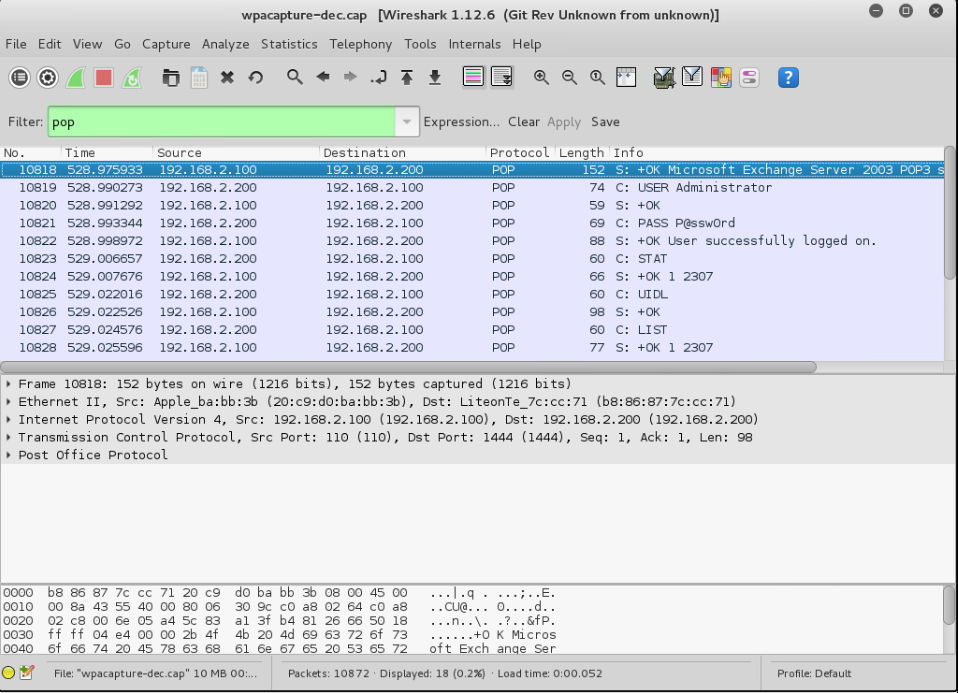 wpacapture-dec.cap [Wireshark 1.12.6 (Git Rev Unknown from unknown)]
File Edit View Go Capture Analyze Statistics Telephony Tools Internals Help
Filter: pop Expression... Clear Apply Save
No. Time Source Destination Protocol Length Info
10818 528.975933 192.168.2.100 192.168.2.200 POP 152 S: +OK Microsoft Exchange Server 2003 POP3 s
10819 528.990273 192.168.2.200 192.168.2.100 POP 74 C: USER Administrator
10820 528.991292 192.168.2.100 192.168.2.200 POP 59 S: +OK
10821 528.993344 192.168.2.200 192.168.2.100 POP 69 C: PASS P@ssw0rd
10822 528.998972 192.168.2.100 192.168.2.200 POP 88 S: +OK User successfully logged on.
10823 529.006657 192.168.2.200 192.168.2.100 POP 60 C: STAT
10824 529.007676 192.168.2.100 192.168.2.200 POP 66 S: +OK 1 2307
10825 529.022016 192.168.2.200 192.168.2.100 POP 60 C: UIDL
10826 529.022526 192.168.2.100 192.168.2.200 POP 98 S: +OK
10827 529.024576 192.168.2.200 192.168.2.100 POP 60 C: LIST
10828 529.025596 192.168.2.100 192.168.2.200 POP 77 S: +OK 1 2307
Frame 10818: 152 bytes on wire (1216 bits), 152 bytes captured (1216 bits)
Ethernet II, Src: Apple_ba:bb:3b (20:c9:d0:ba:bb:3b), Dst: LiteonTe_7c:cc:71 (b8:86:87:7c:cc:71)
Internet Protocol Version 4, Src: 192.168.2.100 (192.168.2.100), Dst: 192.168.2.200 (192.168.2.200)
Transmission Control Protocol, Src Port: 110 (110), Dst Port: 1444 (1444), Seq: 1, Ack: 1, Len: 98
Post Office Protocol
0000 b8 86 87 7c cc 71 20 c9 d0 ba bb 3b 08 00 45 00 ...|.q . ...;..E.
0010 00 8a 43 55 40 00 80 06 30 9c c0 a8 02 64 c0 a8 ..CU@... 0....d..
0020 02 c8 00 6e 05 a4 5c 83 a1 3f b4 81 26 66 50 18 ...n..\. .?..&fP.
0030 ff ff 04 e4 00 00 2b 4f 4b 20 4d 69 63 72 6f 73 ......+O K Micros
0040 6f 66 74 20 45 78 63 68 61 6e 67 65 20 53 65 72 oft Exch ange Ser
File: "wpacapture-dec.cap" 10 MB 00:... Packets: 10872 · Displayed: 18 (0.2%) · Load time: 0:00.052 Profile: Default